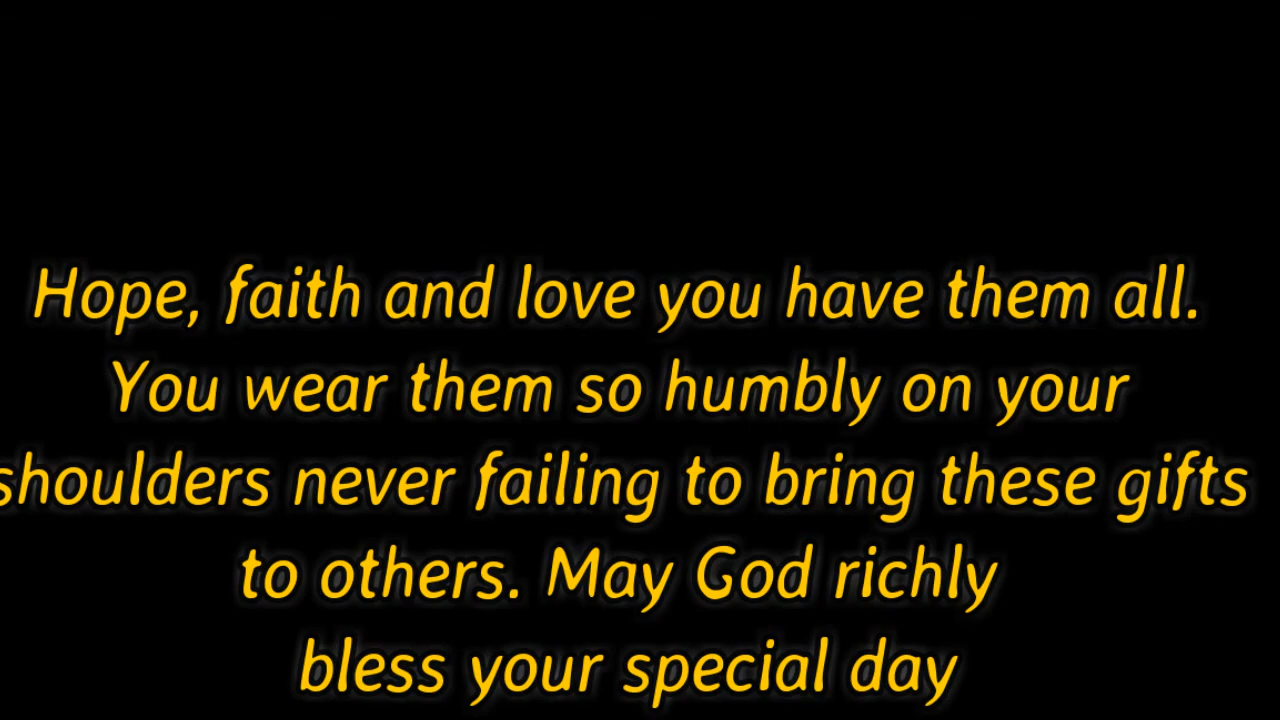 Hope, faith and love you have them all.
You wear them so humbly on your
shoulders never failing to bring these gifts
to others. May God richly
bless your special day